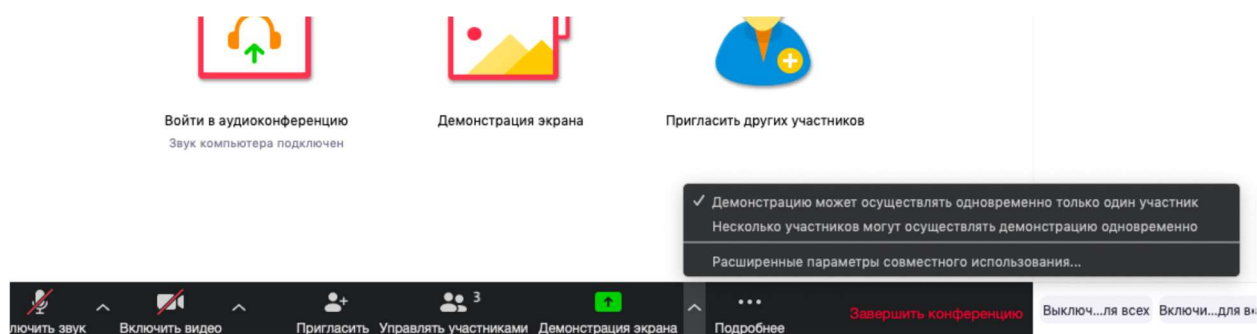 Войти в аудиоконференцию
Звук компьютера подключен
Демонстрация экрана
Пригласить других участников
✓ Демонстрацию может осуществлять одновременно только один участник
Несколько участников могут осуществлять демонстрацию одновременно
Расширенные параметры совместного использования...
3
лючить звук
Включить видео
Пригласить
Управлять участниками
Демонстрация экрана
Подробнее
Завершить конференцию
Выключ...ля всех
Включи...для в